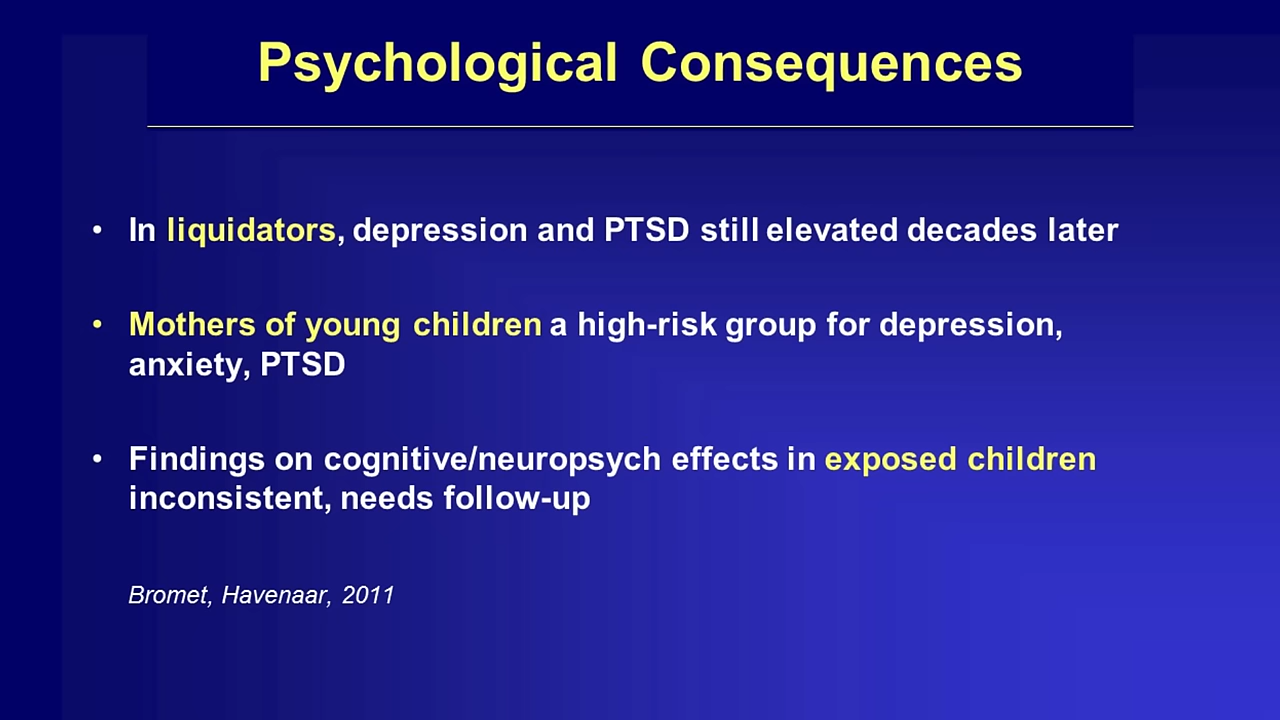 Psychological Consequences
• In liquidators, depression and PTSD still elevated decades later
• Mothers of young children a high-risk group for depression,
anxiety, PTSD
• Findings on cognitive/neuropsych effects in exposed children
inconsistent, needs follow-up
Bromet, Havenaar, 2011